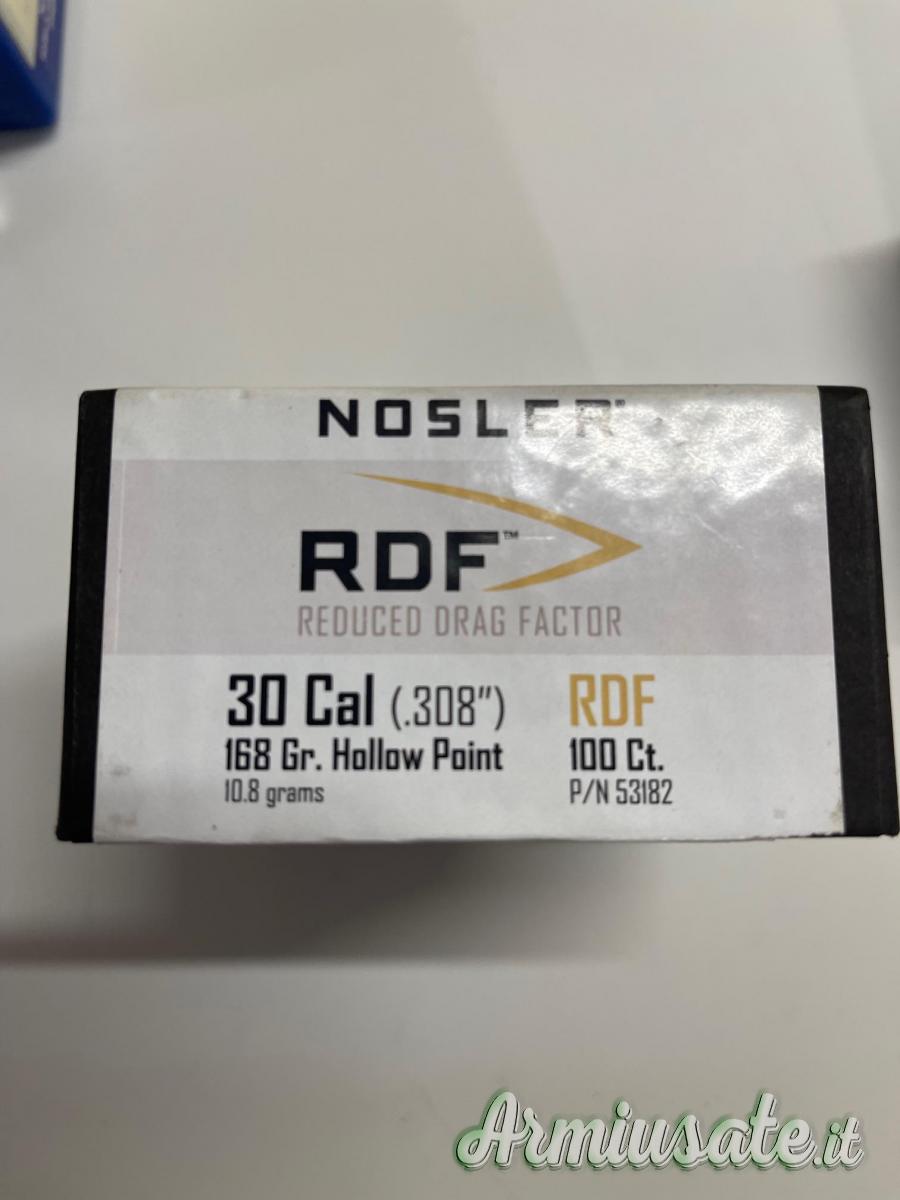 NOSLER®
RDF™
REDUCED DRAG FACTOR
30 Cal (.308") RDF
168 Gr. Hollow Point 100 Ct.
10.8 grams P/N 53182
Armiusate.it